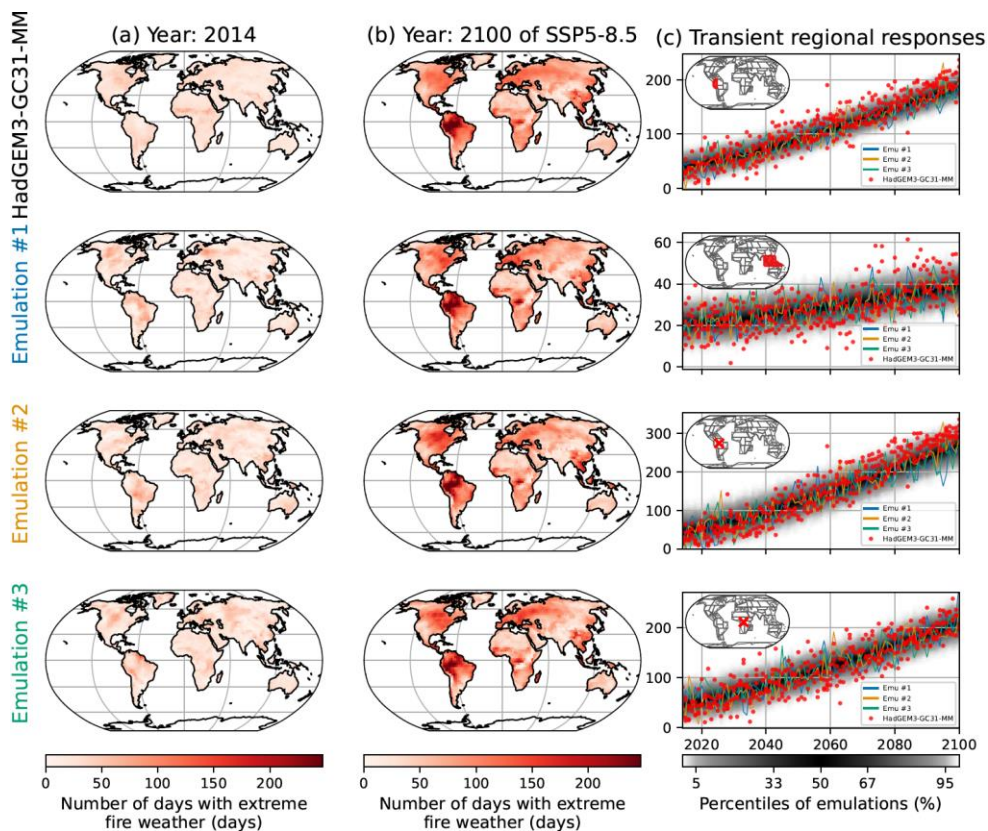 (a) Year: 2014
(b) Year: 2100 of SSP5-8.5
(c) Transient regional responses
HadGEM3-GC31-MM
200
100
0
Emu #1
Emu #2
Emu #3
HadGEM3-GC31-MM
Emulation #1
60
40
20
0
Emu #1
Emu #2
Emu #3
HadGEM3-GC31-MM
Emulation #2
300
200
100
0
Emu #1
Emu #2
Emu #3
HadGEM3-GC31-MM
Emulation #3
200
100
0
Emu #1
Emu #2
Emu #3
HadGEM3-GC31-MM
2020 2040 2060 2080 2100
0 50 100 150 200
Number of days with extreme
fire weather (days)
0 50 100 150 200
Number of days with extreme
fire weather (days)
5 33 50 67 95
Percentiles of emulations (%)